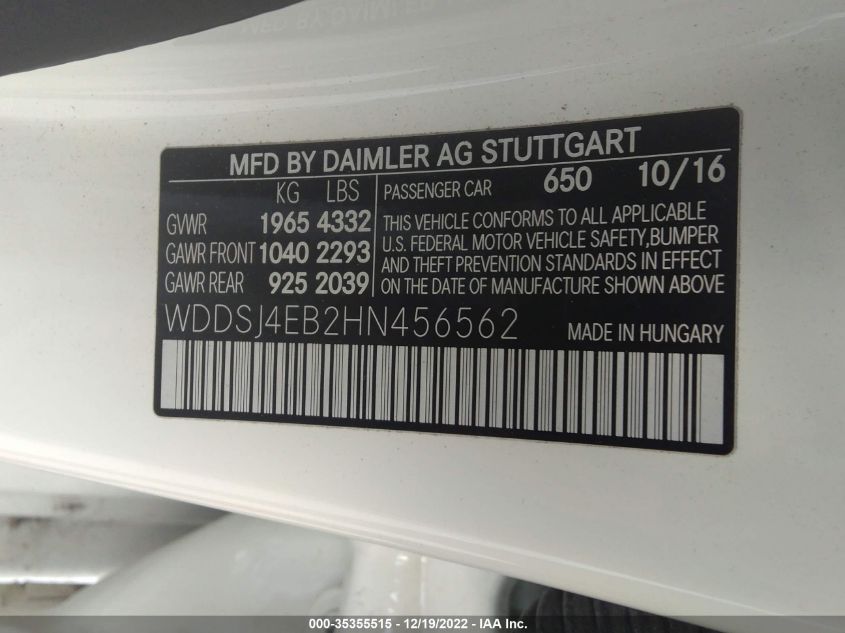 MFD BY DAIMLER AG STUTTGART
KG LBS
GVWR 1965 4332
GAWR FRONT 1040 2293
GAWR REAR 925 2039
PASSENGER CAR 650 10/16
THIS VEHICLE CONFORMS TO ALL APPLICABLE
U.S. FEDERAL MOTOR VEHICLE SAFETY,BUMPER
AND THEFT PREVENTION STANDARDS IN EFFECT
ON THE DATE OF MANUFACTURE SHOWN ABOVE
WDDSJ4EB2HN456562 MADE IN HUNGARY
000-35355515 - 12/19/2022 - IAA Inc.